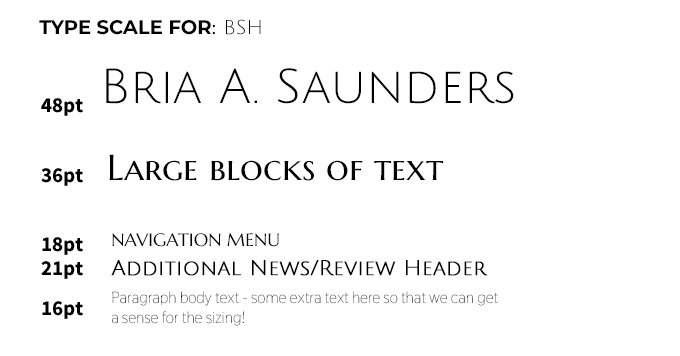 TYPE SCALE FOR: BSH
48pt Bria A. Saunders
36pt Large blocks of text
18pt NAVIGATION MENU
21pt Additional News/Review Header
16pt Paragraph body text - some extra text here so that we can get
a sense for the sizing!